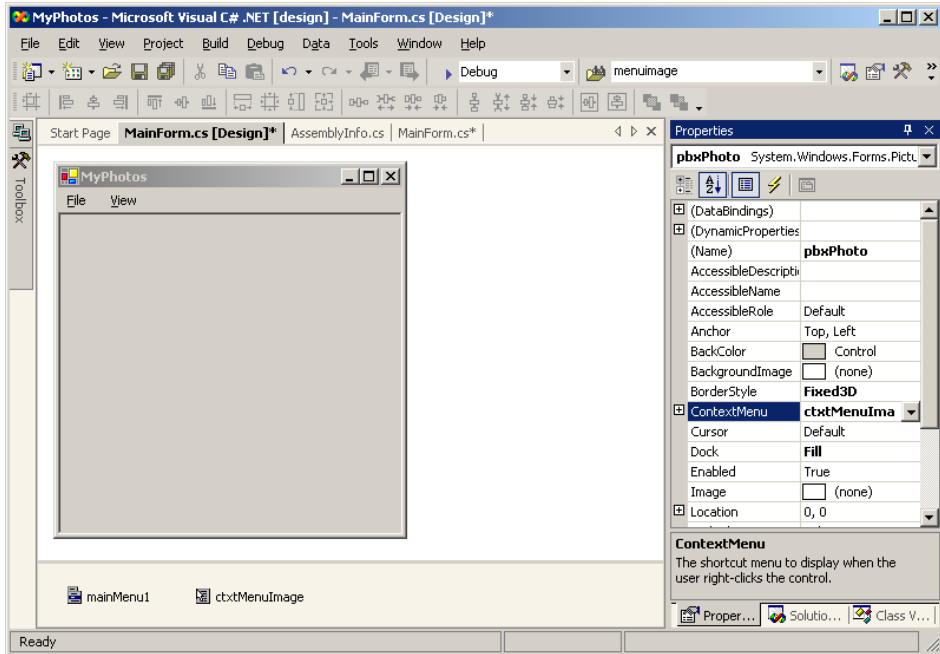 MyPhotos - Microsoft Visual C# .NET [design] - MainForm.cs [Design]*
File Edit View Project Build Debug Data Tools Window Help
Debug menuimage
Start Page MainForm.cs [Design]* AssemblyInfo.cs MainForm.cs*
Toolbox
MyPhotos
File View
mainMenu1 ctxtMenuImage
Properties
pbxPhoto System.Windows.Forms.Pictu
(DataBindings)
(DynamicProperties
(Name) pbxPhoto
AccessibleDescripti
AccessibleName
AccessibleRole Default
Anchor Top, Left
BackColor Control
BackgroundImage (none)
BorderStyle Fixed3D
ContextMenu ctxtMenuIma
Cursor Default
Dock Fill
Enabled True
Image (none)
Location 0, 0
ContextMenu
The shortcut menu to display when the
user right-clicks the control.
Proper... Solutio... Class V...
Ready